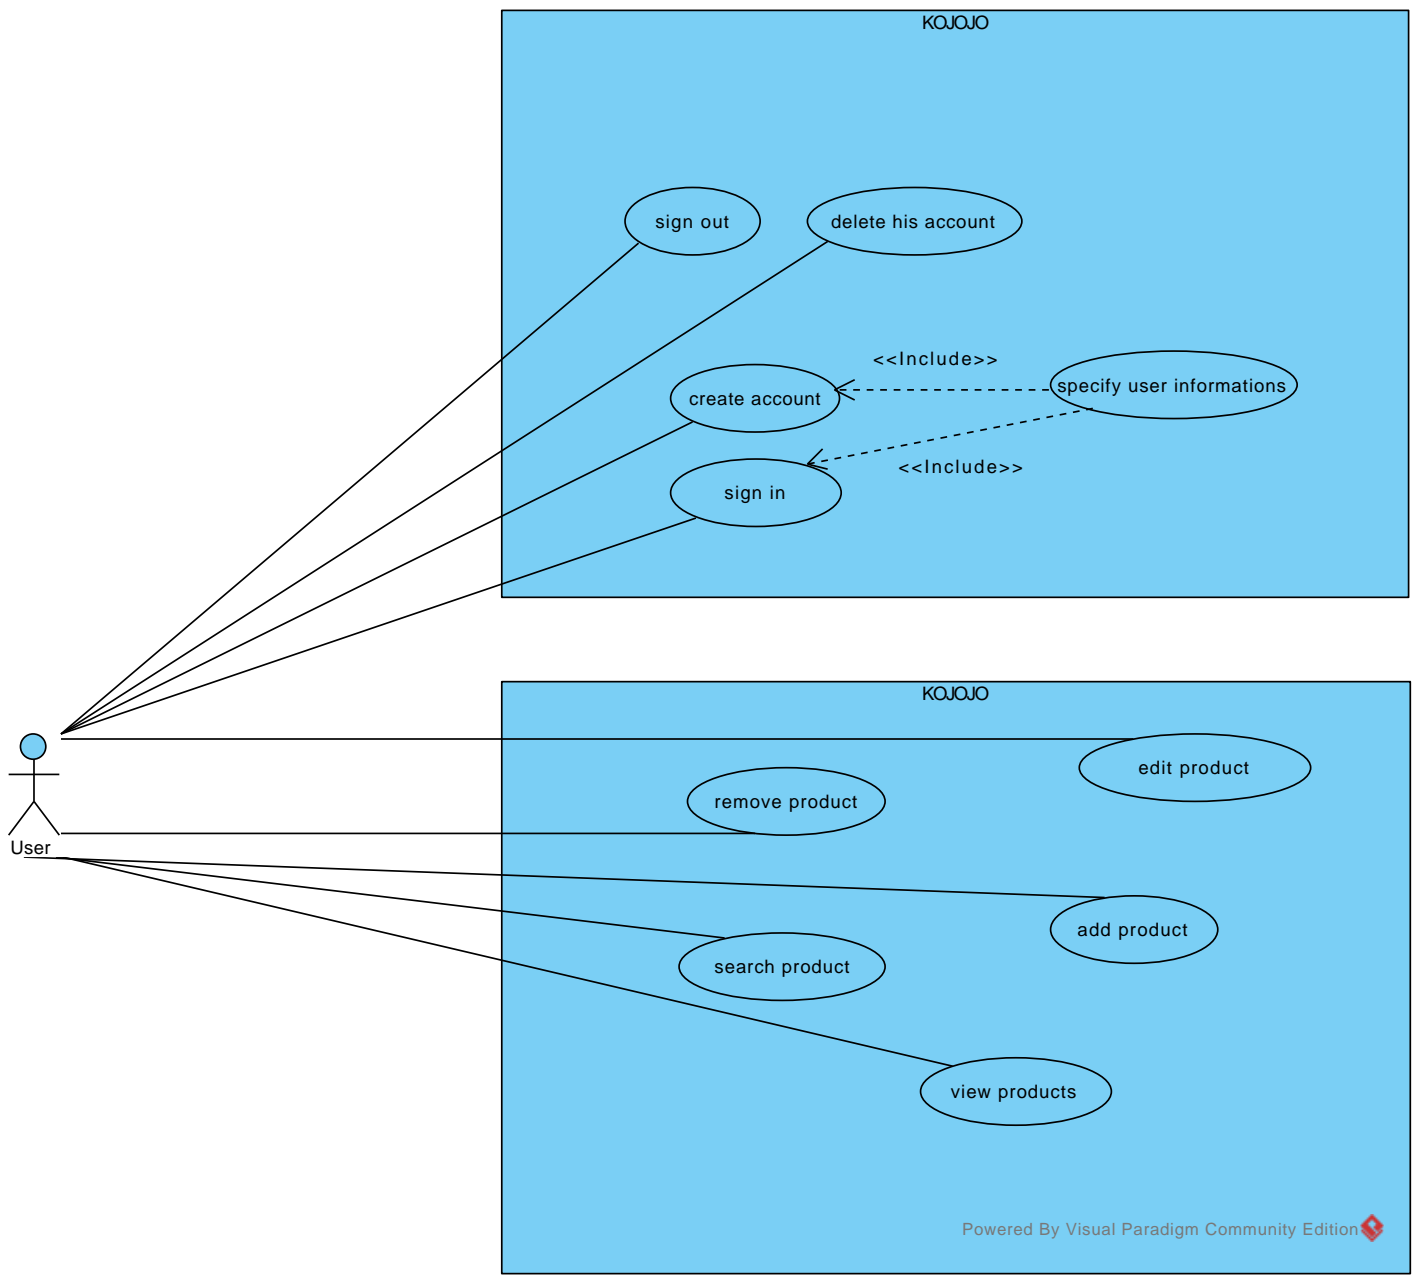 KOJOJO
sign out
delete his account
<<Include>>
create account
specify user informations
<<Include>>
sign in
KOJOJO
edit product
remove product
User
add product
search product
view products
Powered By Visual Paradigm Community Edition